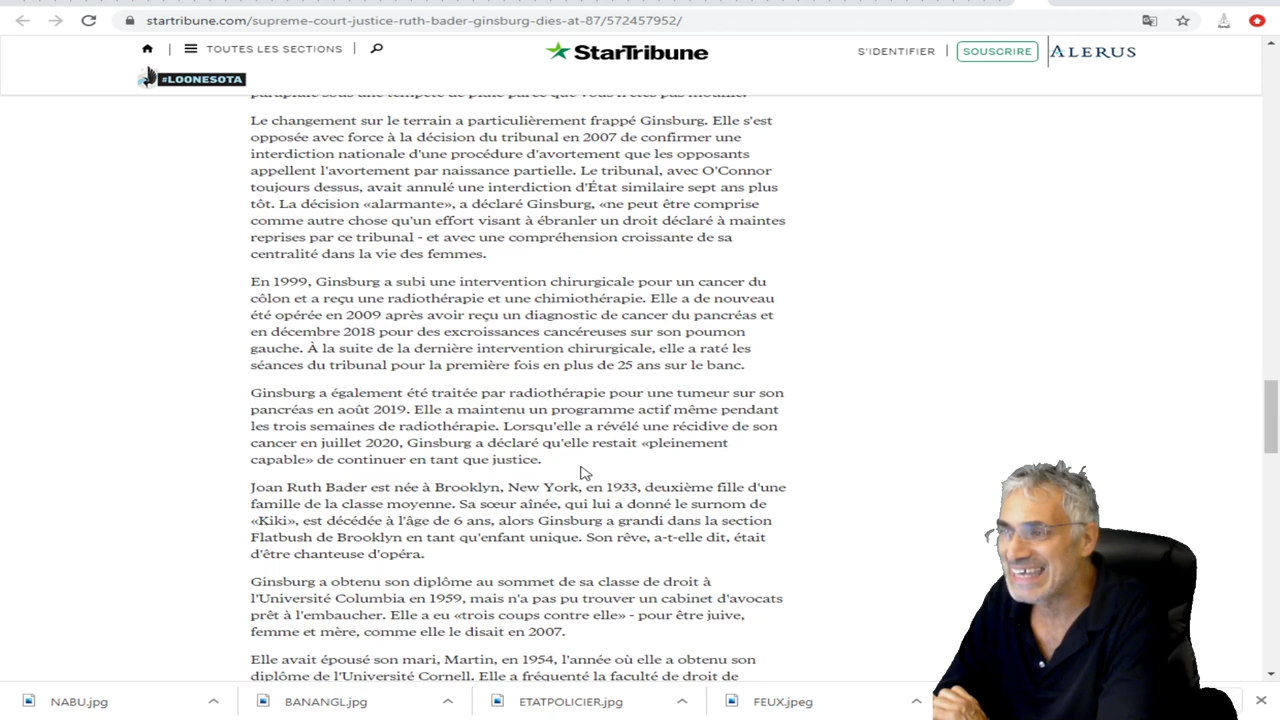 startribune.com/supreme-court-justice-ruth-bader-ginsburg-dies-at-87/572457952/
TOUTES LES SECTIONS
StarTribune
S'IDENTIFIER
SOUSCRIRE
ALERUS
#LOONESOTA
Le changement sur le terrain a particulièrement frappé Ginsburg. Elle s'est
opposée avec force à la décision du tribunal en 2007 de confirmer une
interdiction nationale d'une procédure d'avortement que les opposants
appellent l'avortement par naissance partielle. Le tribunal, avec O'Connor
toujours dessus, avait annulé une interdiction d'État similaire sept ans plus
tôt. La décision «alarmante», a déclaré Ginsburg, «ne peut être comprise
comme autre chose qu'un effort visant à ébranler un droit déclaré à maintes
reprises par ce tribunal - et avec une compréhension croissante de sa
centralité dans la vie des femmes.
En 1999, Ginsburg a subi une intervention chirurgicale pour un cancer du
côlon et a reçu une radiothérapie et une chimiothérapie. Elle a de nouveau
été opérée en 2009 après avoir reçu un diagnostic de cancer du pancréas et
en décembre 2018 pour des excroissances cancéreuses sur son poumon
gauche. À la suite de la dernière intervention chirurgicale, elle a raté les
séances du tribunal pour la première fois en plus de 25 ans sur le banc.
Ginsburg a également été traitée par radiothérapie pour une tumeur sur son
pancréas en août 2019. Elle a maintenu un programme actif même pendant
les trois semaines de radiothérapie. Lorsqu'elle a révélé une récidive de son
cancer en juillet 2020, Ginsburg a déclaré qu'elle restait «pleinement
capable» de continuer en tant que justice.
Joan Ruth Bader est née à Brooklyn, New York, en 1933, deuxième fille d'une
famille de la classe moyenne. Sa sœur aînée, qui lui a donné le surnom de
«Kiki», est décédée à l'âge de 6 ans, alors Ginsburg a grandi dans la section
Flatbush de Brooklyn en tant qu'enfant unique. Son rêve, a-t-elle dit, était
d'être chanteuse d'opéra.
Ginsburg a obtenu son diplôme au sommet de sa classe de droit à
l'Université Columbia en 1959, mais n'a pas pu trouver un cabinet d'avocats
prêt à l'embaucher. Elle a eu «trois coups contre elle» - pour être juive,
femme et mère, comme elle le disait en 2007.
Elle avait épousé son mari, Martin, en 1954, l'année où elle a obtenu son
diplôme de l'Université Cornell. Elle a fréquenté la faculté de droit de
NABU.jpg
BANANGL.jpg
ETATPOLICIER.jpg
FEUX.jpeg